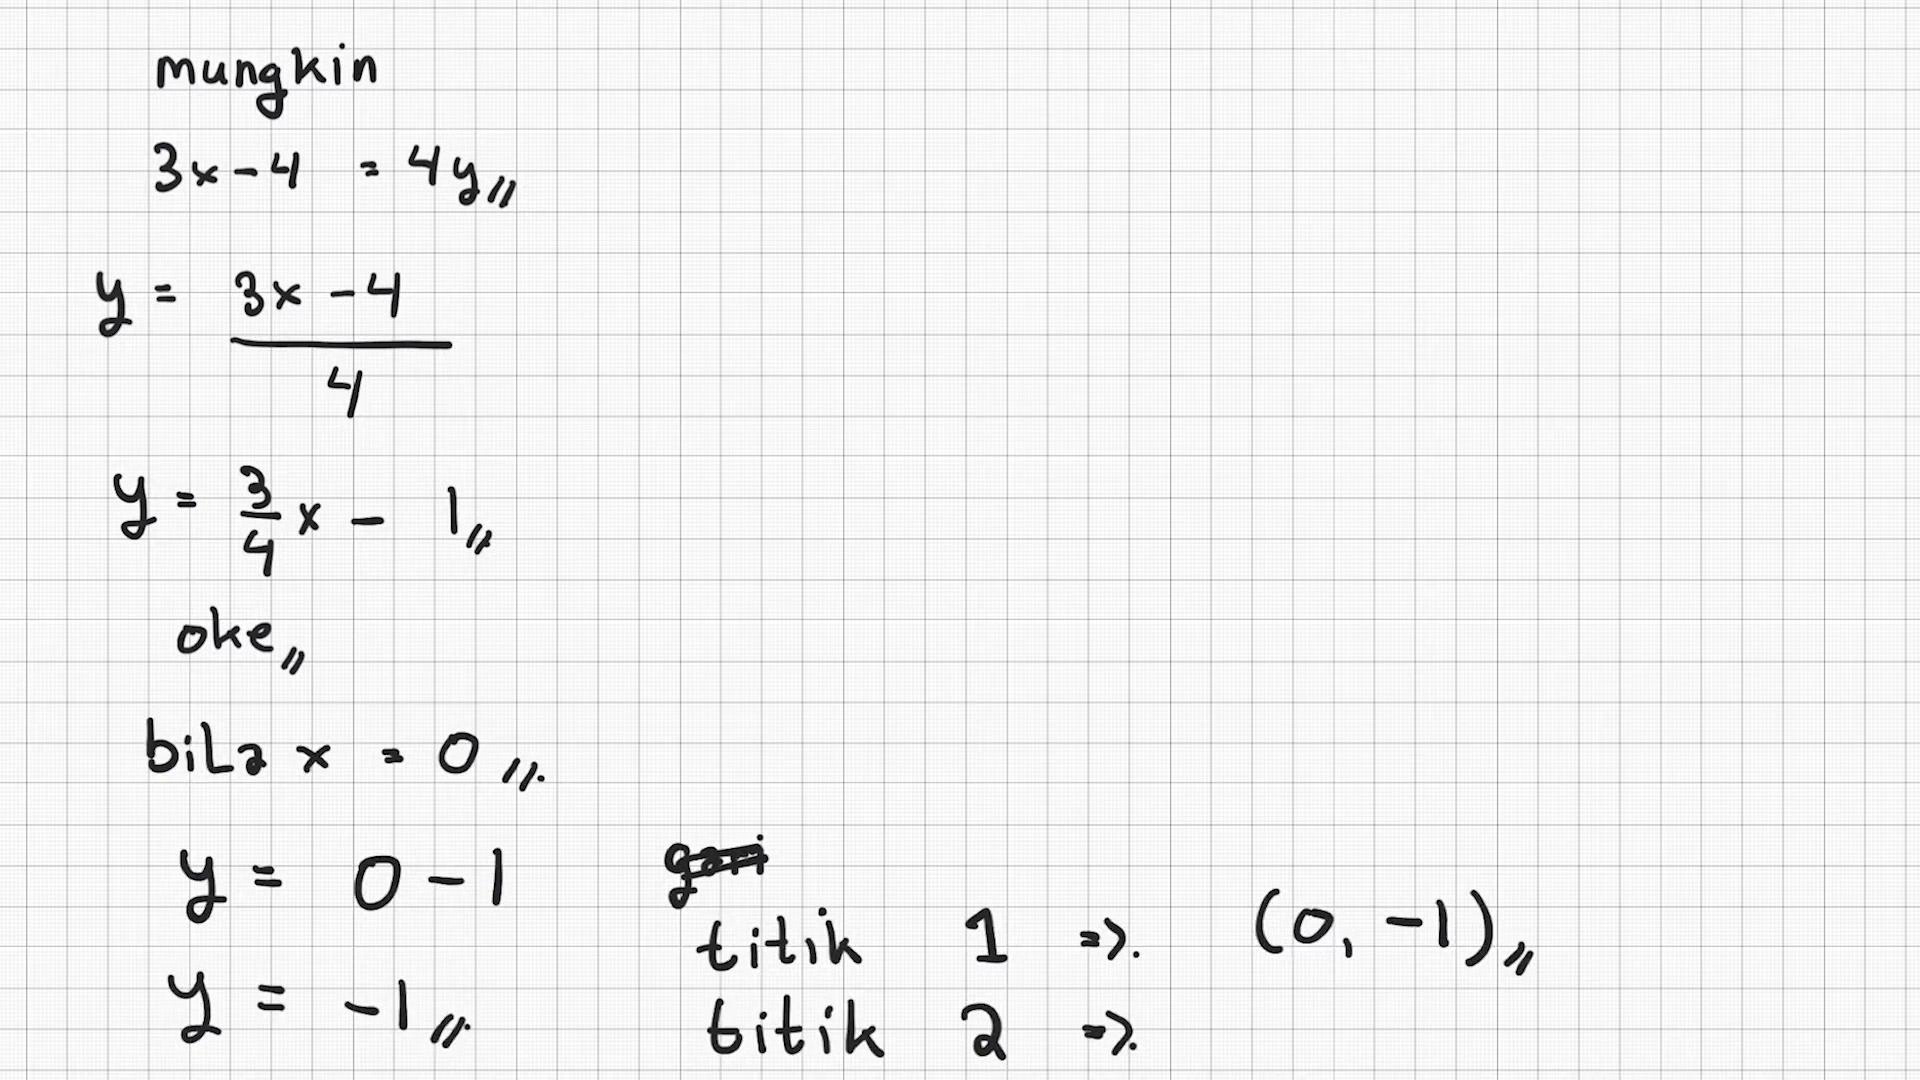 mungkin
3x - 4 = 4y //
y = 3x - 4
4
y = 3/4 x - 1 //
oke //
bila x = 0 //.
y = 0 - 1
y = -1 //.
titik 1 =>. (0, -1) //
titik 2 =>.